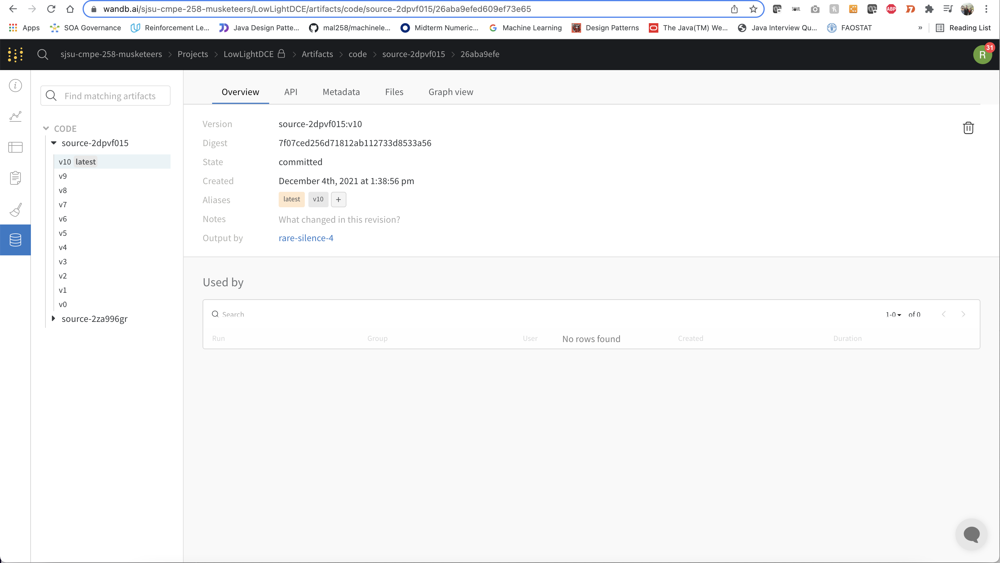 wandb.ai/sjsu-cmpe-258-musketeers/LowLightDCE/artifacts/code/source-2dpvf015/26aba9efed609ef73e65
SAML
ABP
Apps
SOA Governance
Reinforcement Le...
Java Design Patte...
mal258/machinele...
Midterm Numeric...
Machine Learning
Design Patterns
The Java(TM) We...
Java Interview Qu...
FAOSTAT
»
Reading List
sjsu-cmpe-258-musketeers > Projects > LowLightDCE > Artifacts > code > source-2dpvf015 > 26aba9efe
R
31
Find matching artifacts
CODE
source-2dpvf015
v10 latest
v9
v8
v7
v6
v5
v4
v3
v2
v1
v0
source-2za996gr
Overview
API
Metadata
Files
Graph view
Version source-2dpvf015:v10
Digest 7f07ced256d71812ab112733d8533a56
State committed
Created December 4th, 2021 at 1:38:56 pm
Aliases latest v10 +
Notes What changed in this revision?
Output by rare-silence-4
Used by
Search
1-0 of 0
Run Group User Created Duration
No rows found